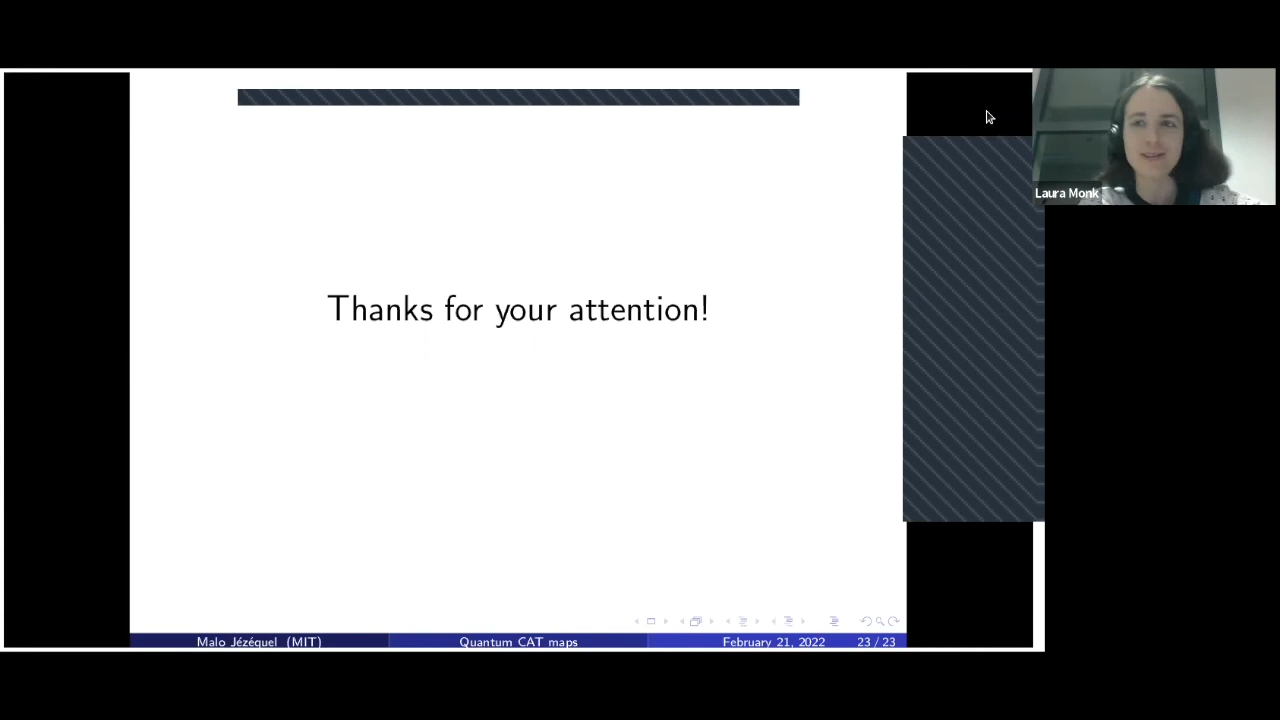 Laura Monk
Thanks for your attention!
Malo Jézéquel (MIT) Quantum CAT maps February 21, 2022 23 / 23